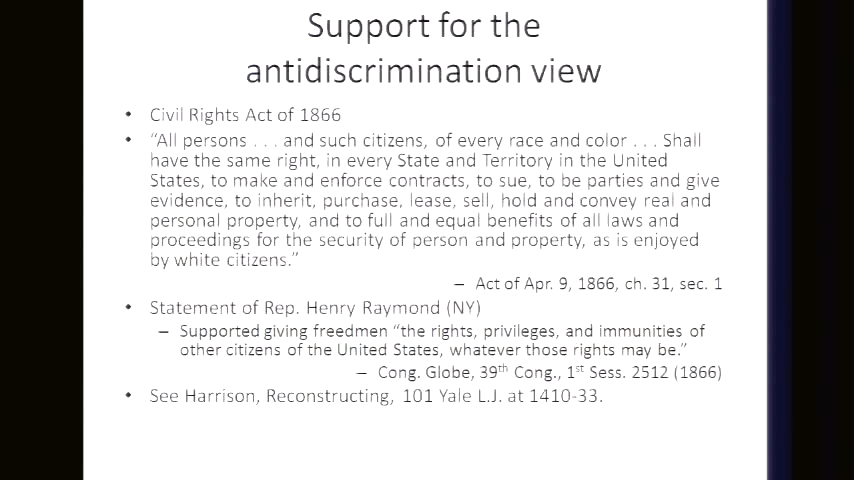 Support for the
antidiscrimination view
• Civil Rights Act of 1866
• “All persons . . . and such citizens, of every race and color . . . Shall
have the same right, in every State and Territory in the United
States, to make and enforce contracts, to sue, to be parties and give
evidence, to inherit, purchase, lease, sell, hold and convey real and
personal property, and to full and equal benefits of all laws and
proceedings for the security of person and property, as is enjoyed
by white citizens.”
– Act of Apr. 9, 1866, ch. 31, sec. 1
• Statement of Rep. Henry Raymond (NY)
– Supported giving freedmen “the rights, privileges, and immunities of
other citizens of the United States, whatever those rights may be.”
– Cong. Globe, 39th Cong., 1st Sess. 2512 (1866)
• See Harrison, Reconstructing, 101 Yale L.J. at 1410-33.